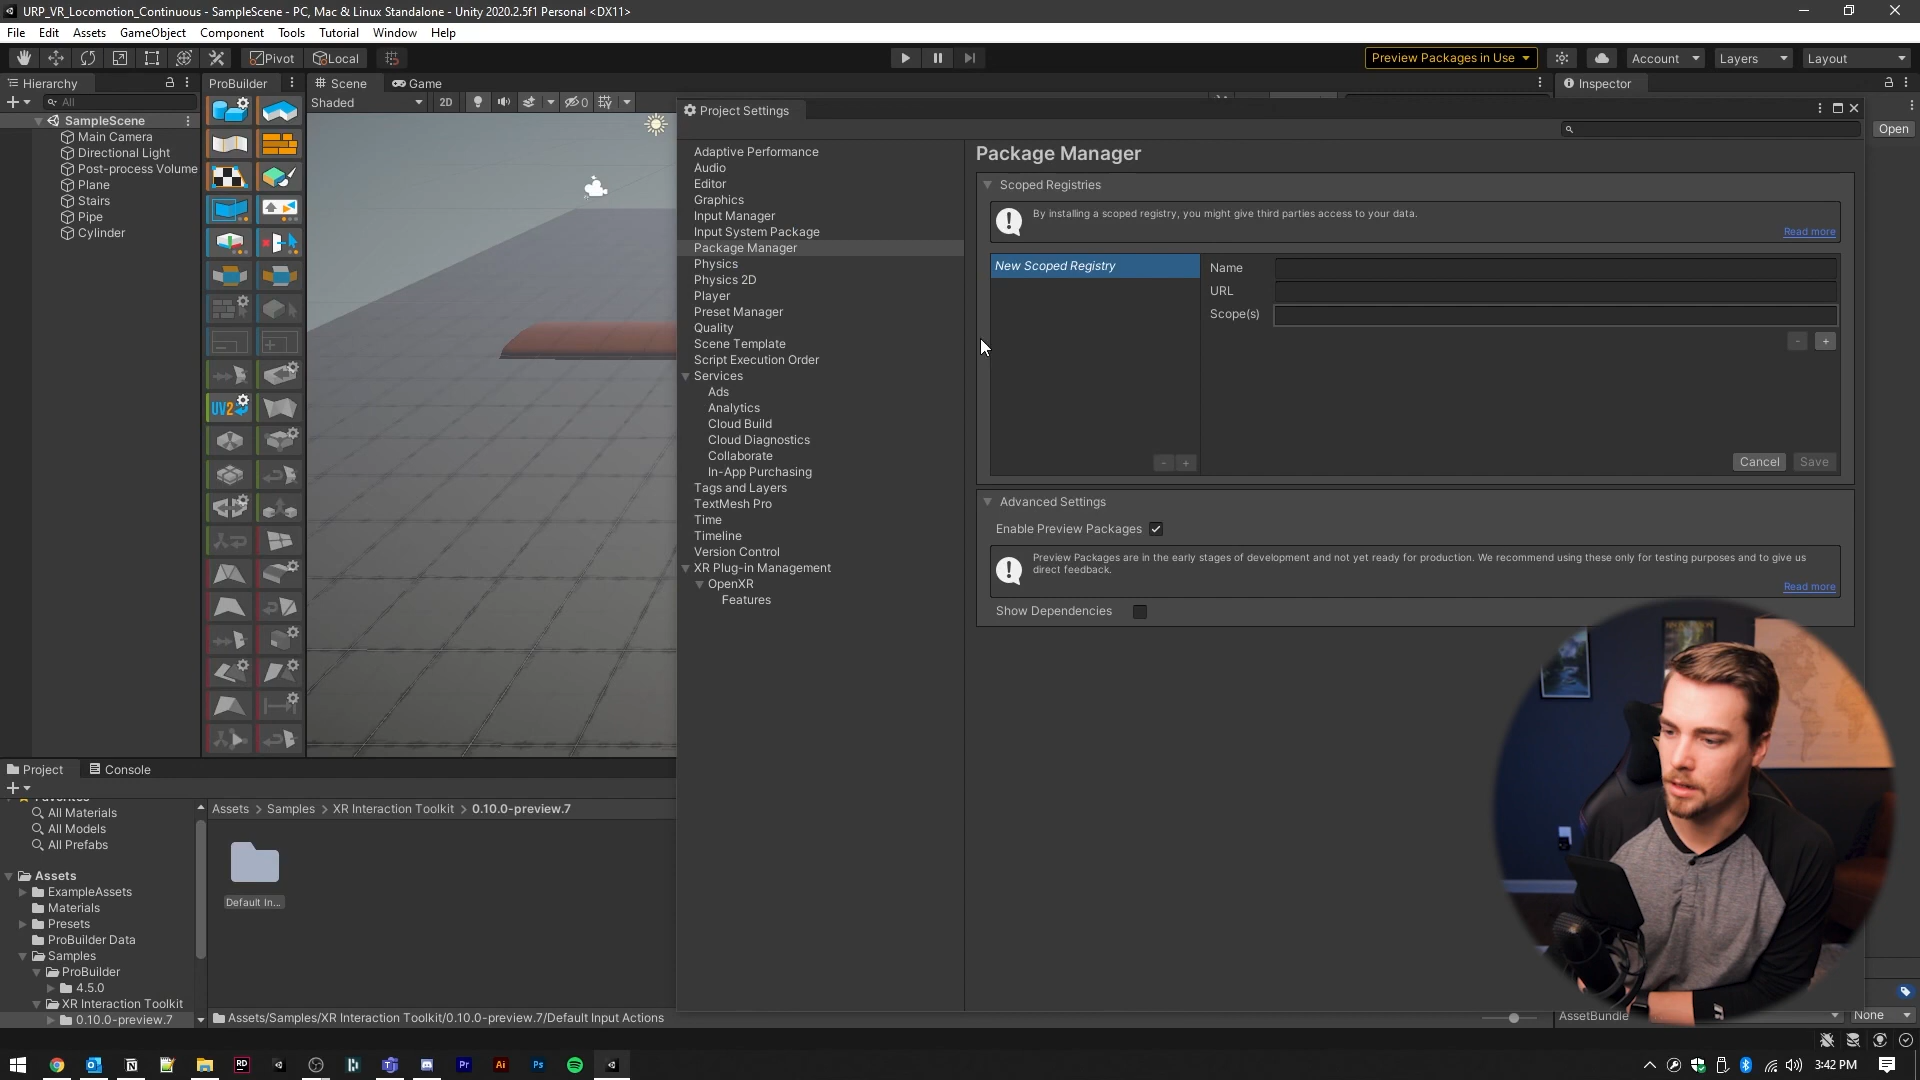 URP_VR_Locomotion_Continuous - SampleScene - PC, Mac & Linux Standalone - Unity 2020.2.5f1 Personal <DX11>
File Edit Assets GameObject Component Tools Tutorial Window Help
Pivot Local Preview Packages in Use Account Layers Layout
Hierarchy ProBuilder Scene Game Inspector
All Shaded 2D 0
Project Settings
Open
SampleScene
Main Camera
Directional Light
Post-process Volume
Plane
Stairs
Pipe
Cylinder
UV2
Adaptive Performance
Audio
Editor
Graphics
Input Manager
Input System Package
Package Manager
Physics
Physics 2D
Player
Preset Manager
Quality
Scene Template
Script Execution Order
Services
Ads
Analytics
Cloud Build
Cloud Diagnostics
Collaborate
In-App Purchasing
Tags and Layers
TextMesh Pro
Time
Timeline
Version Control
XR Plug-in Management
OpenXR
Features
Package Manager
Scoped Registries
By installing a scoped registry, you might give third parties access to your data.
Read more
New Scoped Registry
Name
URL
Scope(s)
- +
- +
Cancel Save
Advanced Settings
Enable Preview Packages
Preview Packages are in the early stages of development and not yet ready for production. We recommend using these only for testing purposes and to give us
direct feedback.
Read more
Show Dependencies
Project Console
Favorites
All Materials
All Models
All Prefabs
Assets
ExampleAssets
Materials
Presets
ProBuilder Data
Samples
ProBuilder
4.5.0
XR Interaction Toolkit
0.10.0-preview.7
Assets > Samples > XR Interaction Toolkit > 0.10.0-preview.7
Default In...
Assets/Samples/XR Interaction Toolkit/0.10.0-preview.7/Default Input Actions
AssetBundle None
RD Pr Ai Ps
3:42 PM